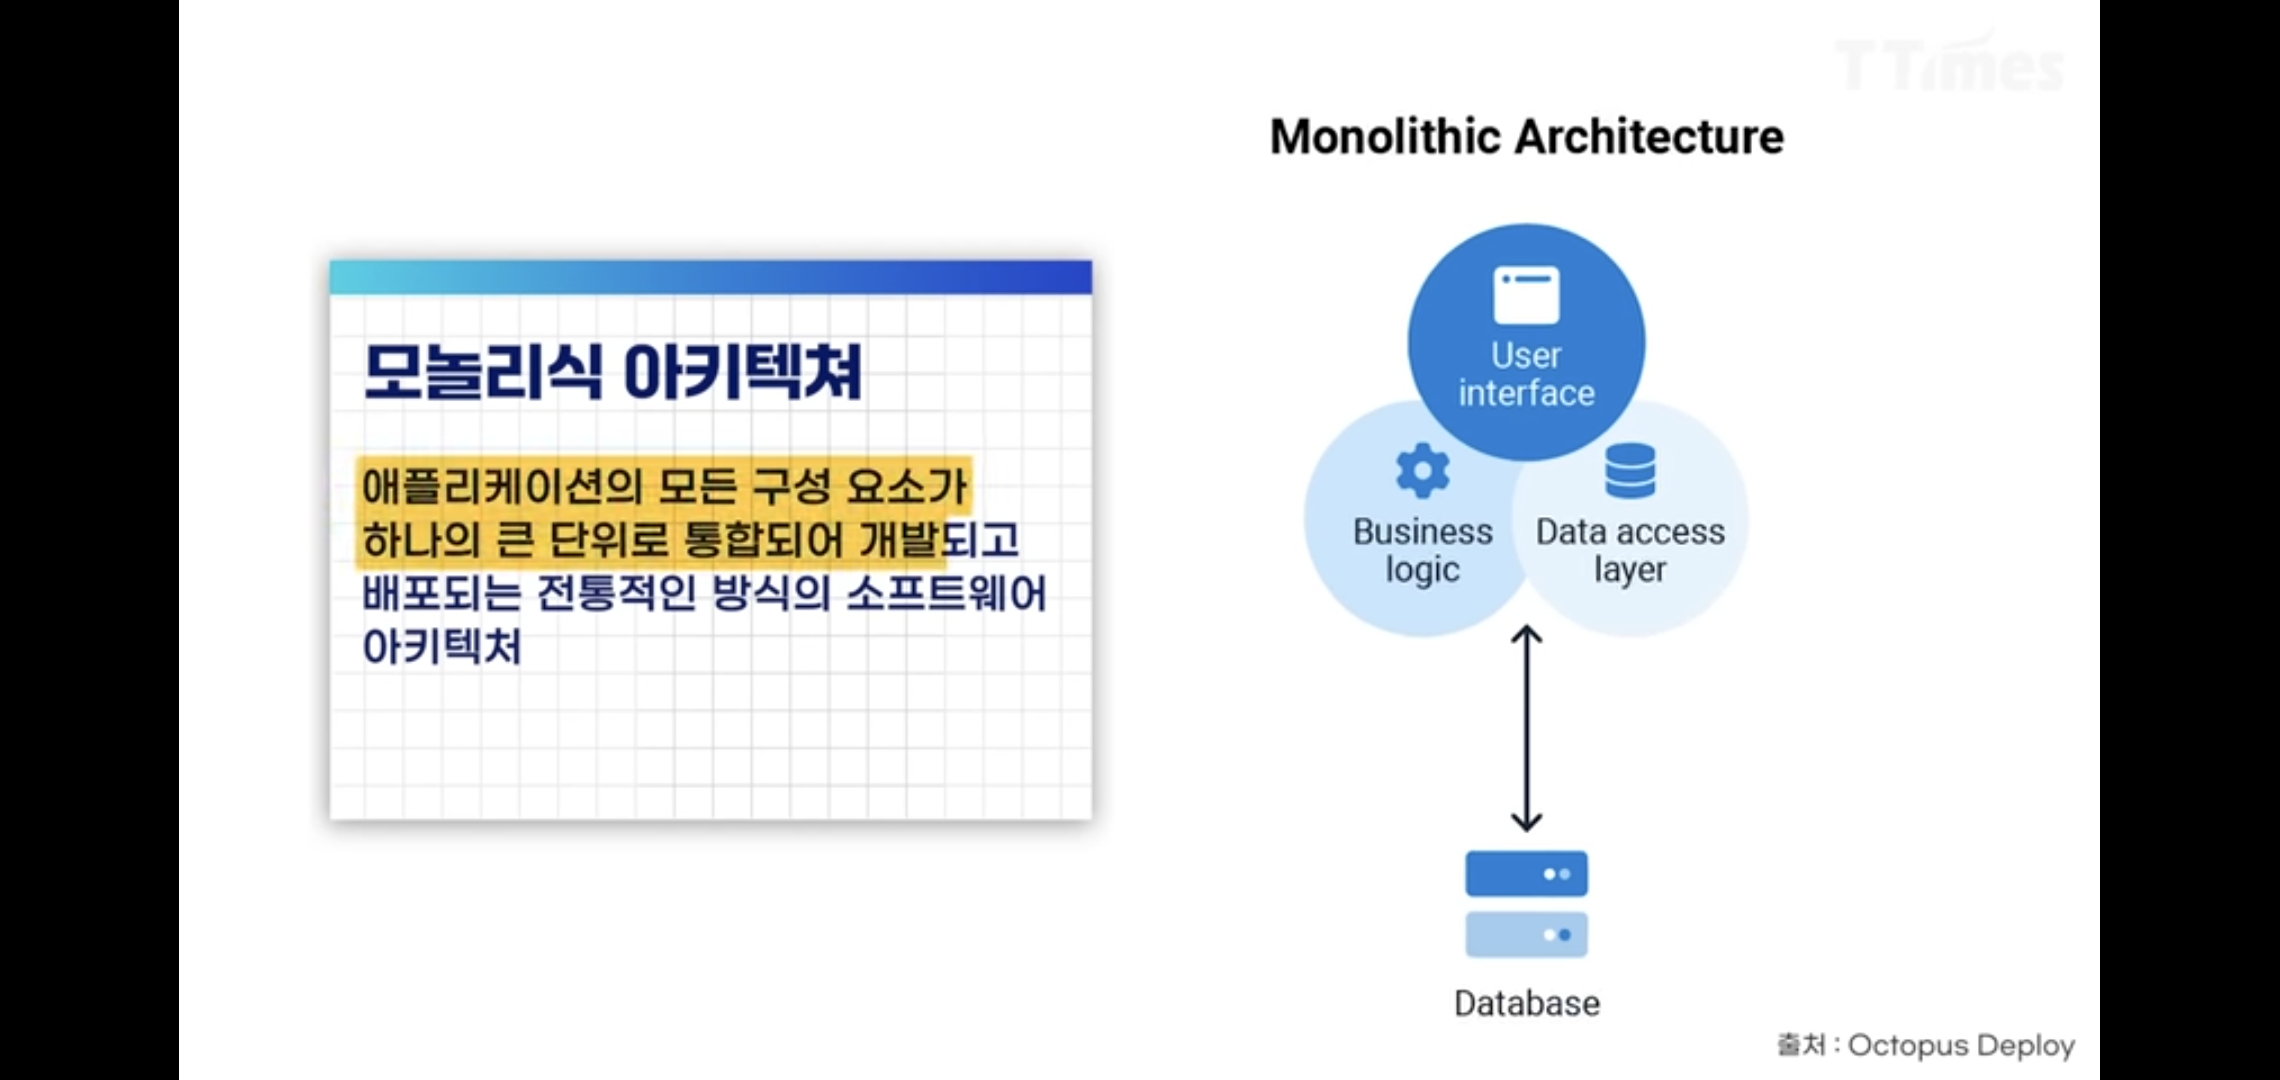 TTimes
모놀리식 아키텍쳐
애플리케이션의 모든 구성 요소가
하나의 큰 단위로 통합되어 개발되고
배포되는 전통적인 방식의 소프트웨어
아키텍처
Monolithic Architecture
User
interface
Business
logic
Data access
layer
Database
출처 : Octopus Deploy